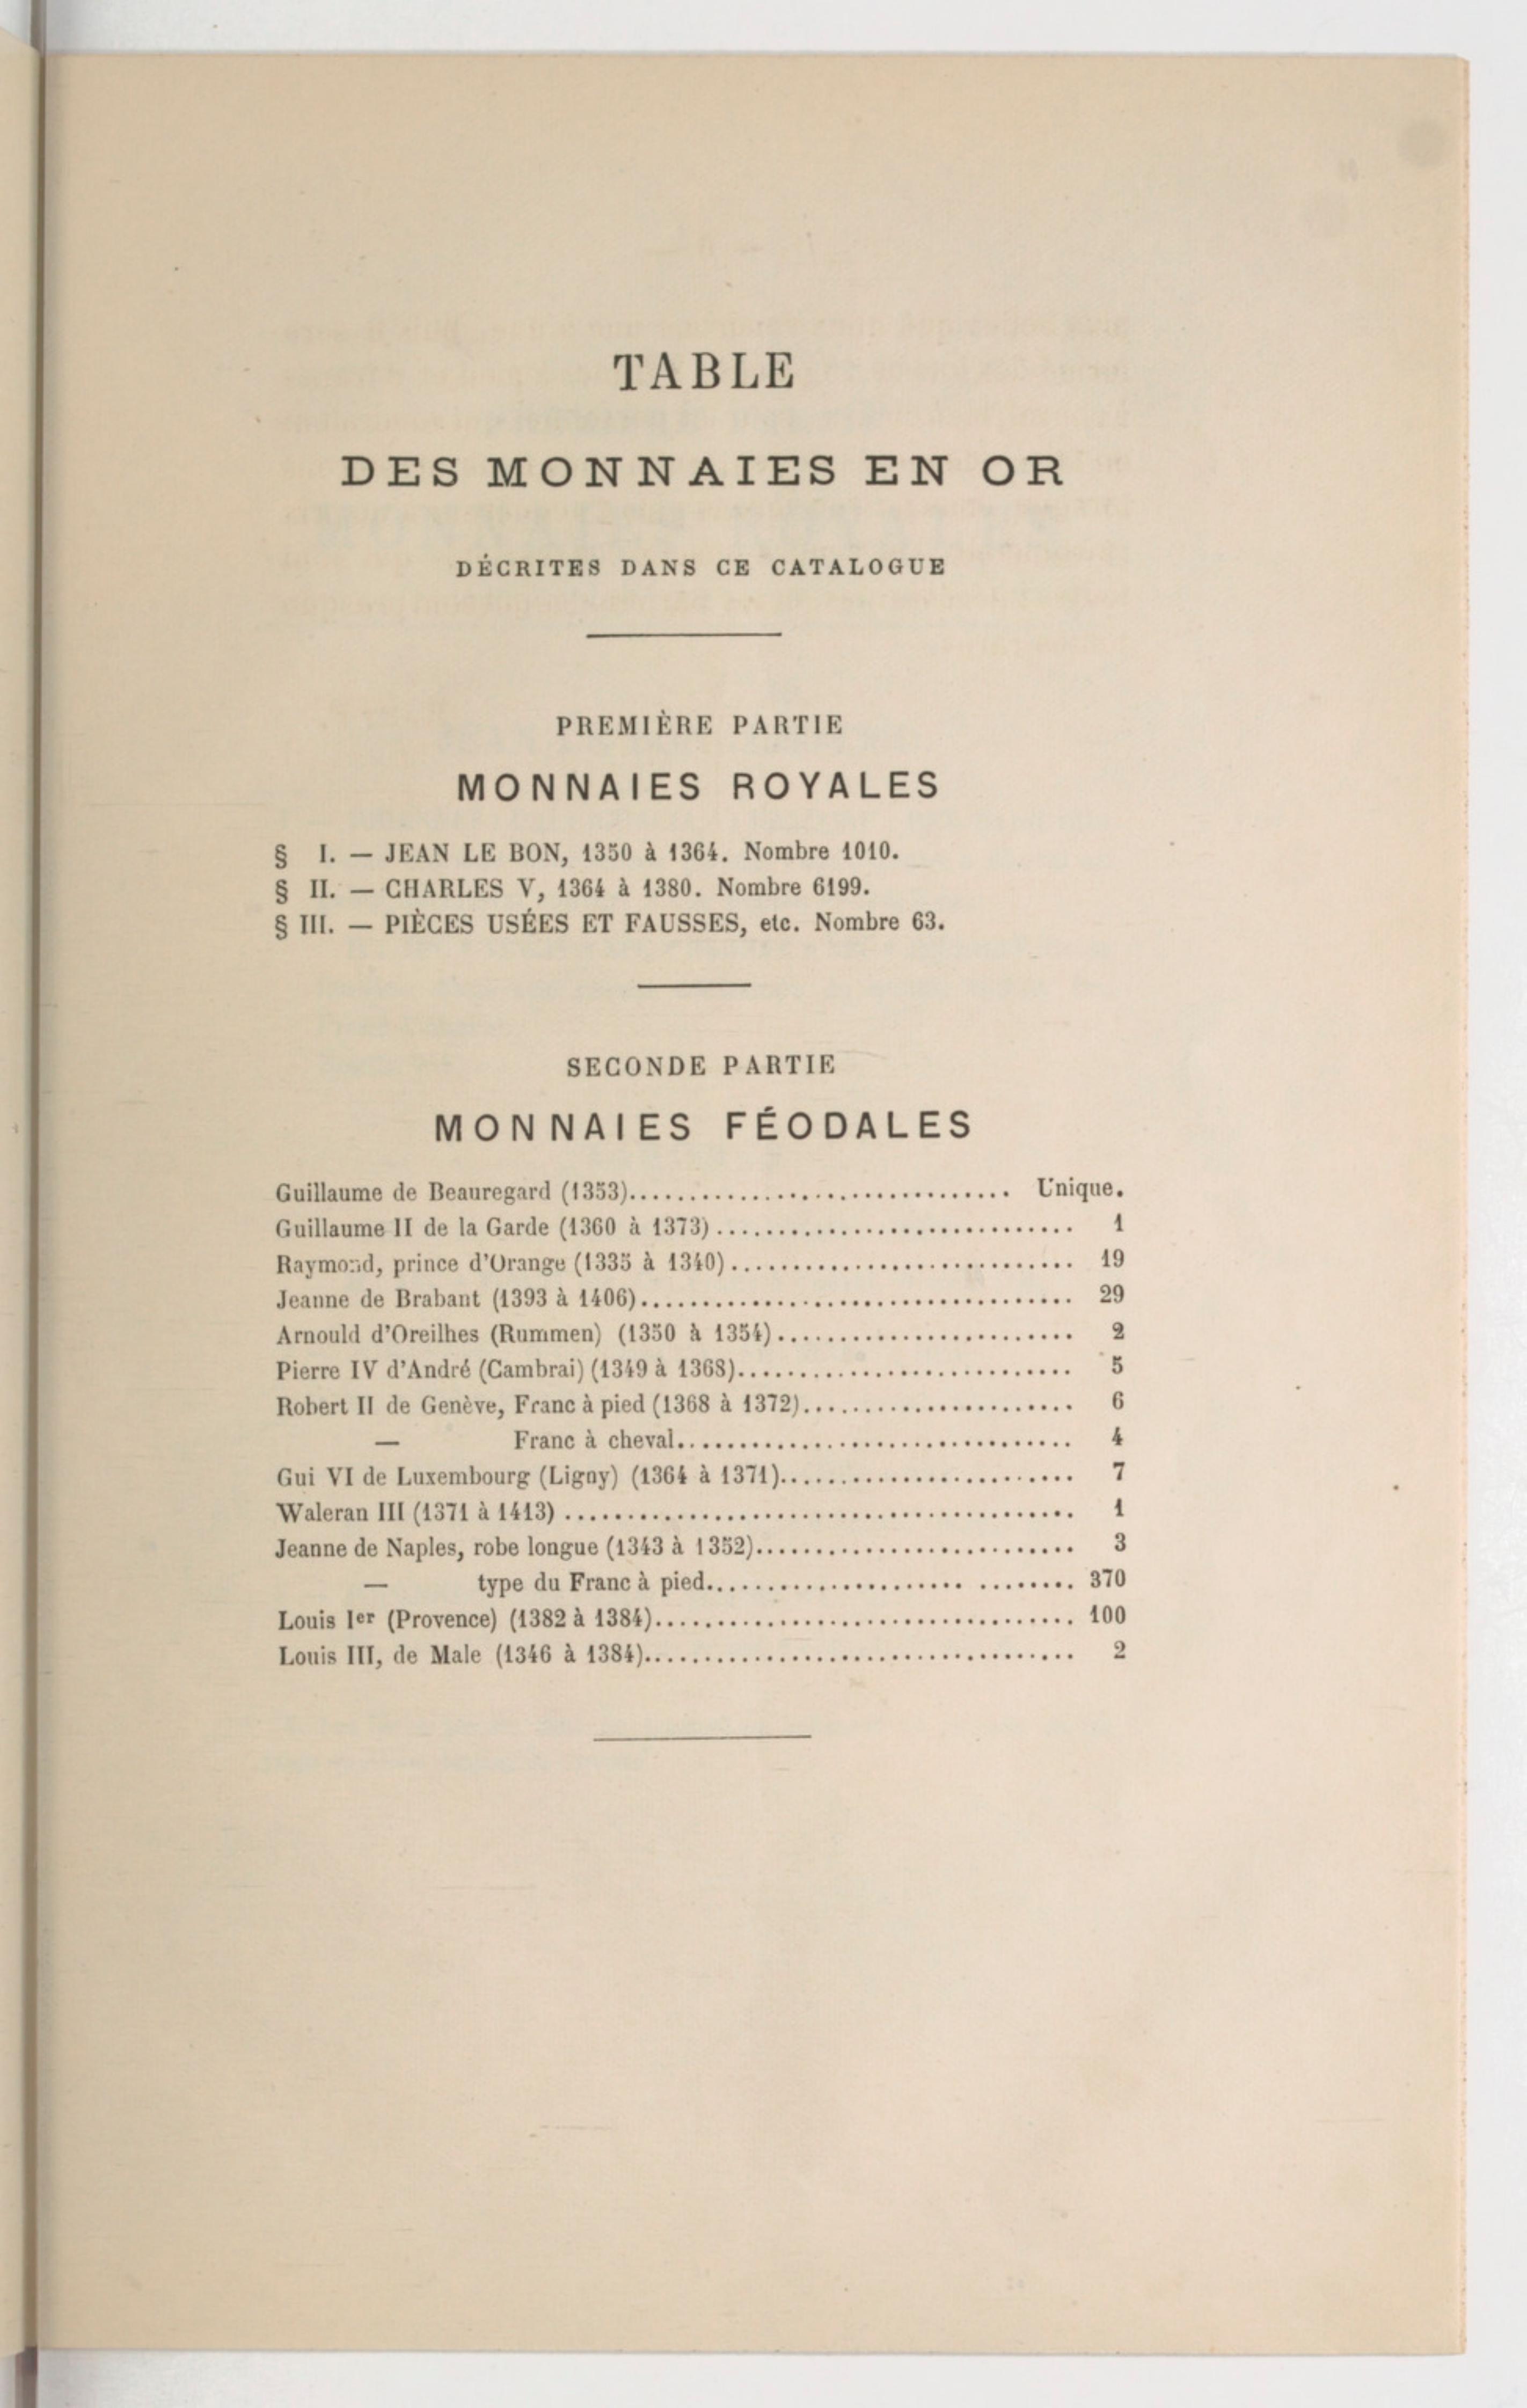 TABLE
DES MONNAIES EN OR
DÉCRITES DANS CE CATALOGUE
PREMIÈRE PARTIE
MONNAIES ROYALES
§ I. — JEAN LE BON, 1350 à 1364. Nombre 1010.
§ II. — CHARLES V, 1364 à 1380. Nombre 6199.
§ III. — PIÈCES USÉES ET FAUSSES, etc. Nombre 63.
SECONDE PARTIE
MONNAIES FÉODALES
Guillaume de Beauregard (1353).............................. Unique.
Guillaume II de la Garde (1360 à 1373).............................. 1
Raymond, prince d'Orange (1335 à 1340).............................. 19
Jeanne de Brabant (1393 à 1406).............................. 29
Arnould d'Oreilhes (Rummen) (1350 à 1354).............................. 2
Pierre IV d'André (Cambrai) (1349 à 1368).............................. 5
Robert II de Genève, Franc à pied (1368 à 1372).............................. 6
— Franc à cheval.............................. 4
Gui VI de Luxembourg (Ligny) (1364 à 1371).............................. 7
Waleran III (1371 à 1413) .............................. 1
Jeanne de Naples, robe longue (1343 à 1352).............................. 3
— type du Franc à pied.............................. 370
Louis Ier (Provence) (1382 à 1384).............................. 100
Louis III, de Male (1346 à 1384).............................. 2